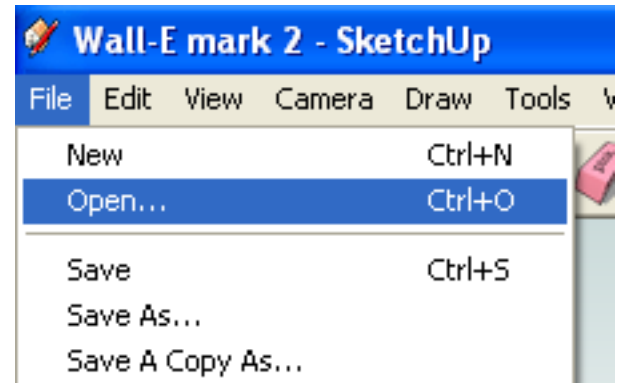 Wall-E mark 2 - SketchUp
File Edit View Camera Draw Tools
New Ctrl+N
Open... Ctrl+O
Save Ctrl+S
Save As...
Save A Copy As...